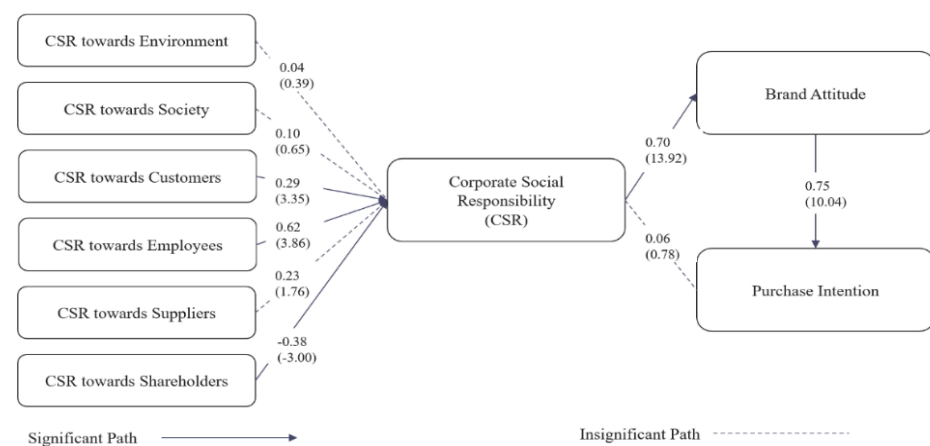 CSR towards Environment
0.04
(0.39)
CSR towards Society
0.10
(0.65)
CSR towards Customers
0.29
(3.35)
CSR towards Employees
0.62
(3.86)
CSR towards Suppliers
0.23
(1.76)
CSR towards Shareholders
-0.38
(-3.00)
Corporate Social
Responsibility
(CSR)
0.70
(13.92)
0.06
(0.78)
Brand Attitude
0.75
(10.04)
Purchase Intention
Significant Path
Insignificant Path